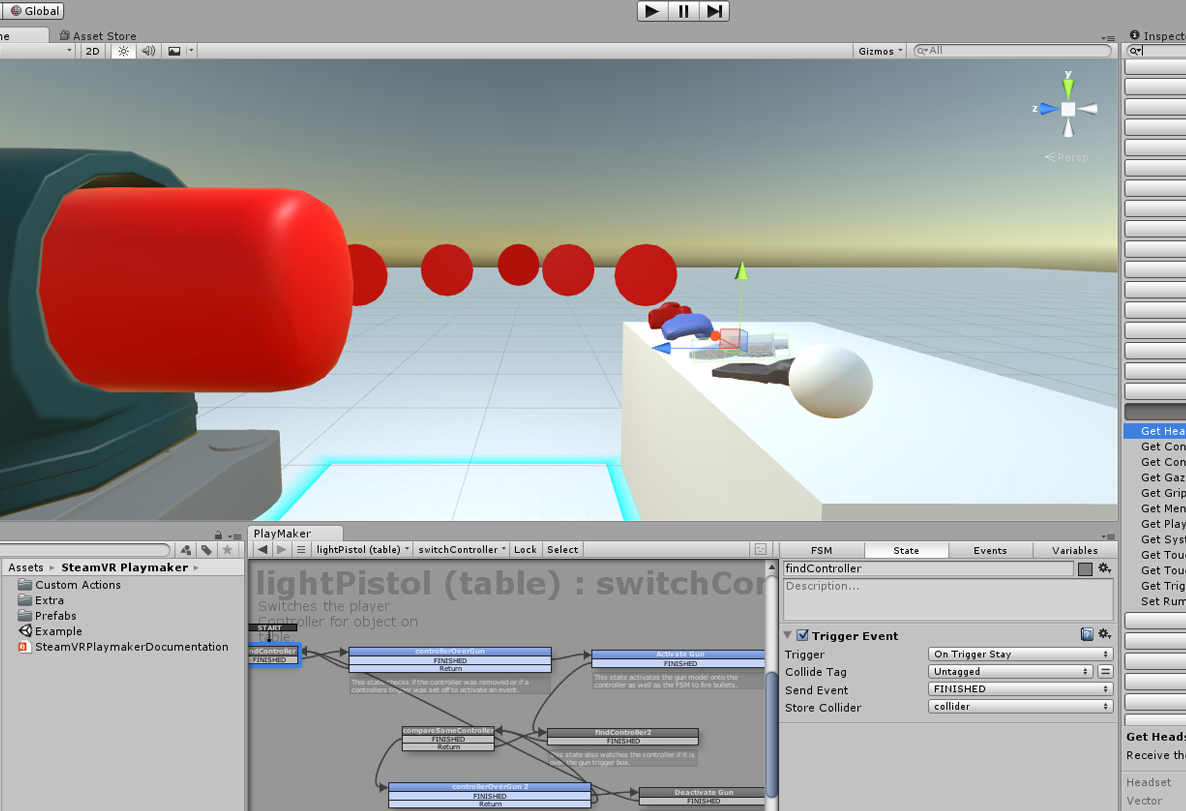 Global
ne
Asset Store
2D
Gizmos
All
Inspect
y
z
Persp
Get Hea
Get Con
Get Con
Get Gaz
Get Grip
Get Men
Get Play
Get Syst
Get Tou
Get Tou
Get Trig
Set Rum
Get Heads
Receive the
Headset
Vector
Assets
SteamVR Playmaker
Custom Actions
Extra
Prefabs
Example
SteamVRPlaymakerDocumentation
PlayMaker
lightPistol (table)
switchController
Lock
Select
lightPistol (table) : switchCon
Switches the player
Controller for object on
table.
START
ndController
FINISHED
controllerOverGun
FINISHED
Return
This state checks if the controller was removed or if a
controllers trigger was set off to activate an event.
Activate Gun
FINISHED
This state activates the gun model onto the
controller as well as the FSM to fire bullets.
compareSameController
FINISHED
Return
findController2
FINISHED
This state also watches the controller if it is
over the gun trigger box.
controllerOverGun 2
FINISHED
Return
Deactivate Gun
FINISHED
FSM
State
Events
Variables
findController
Description...
Trigger Event
Trigger
On Trigger Stay
Collide Tag
Untagged
Send Event
FINISHED
Store Collider
collider